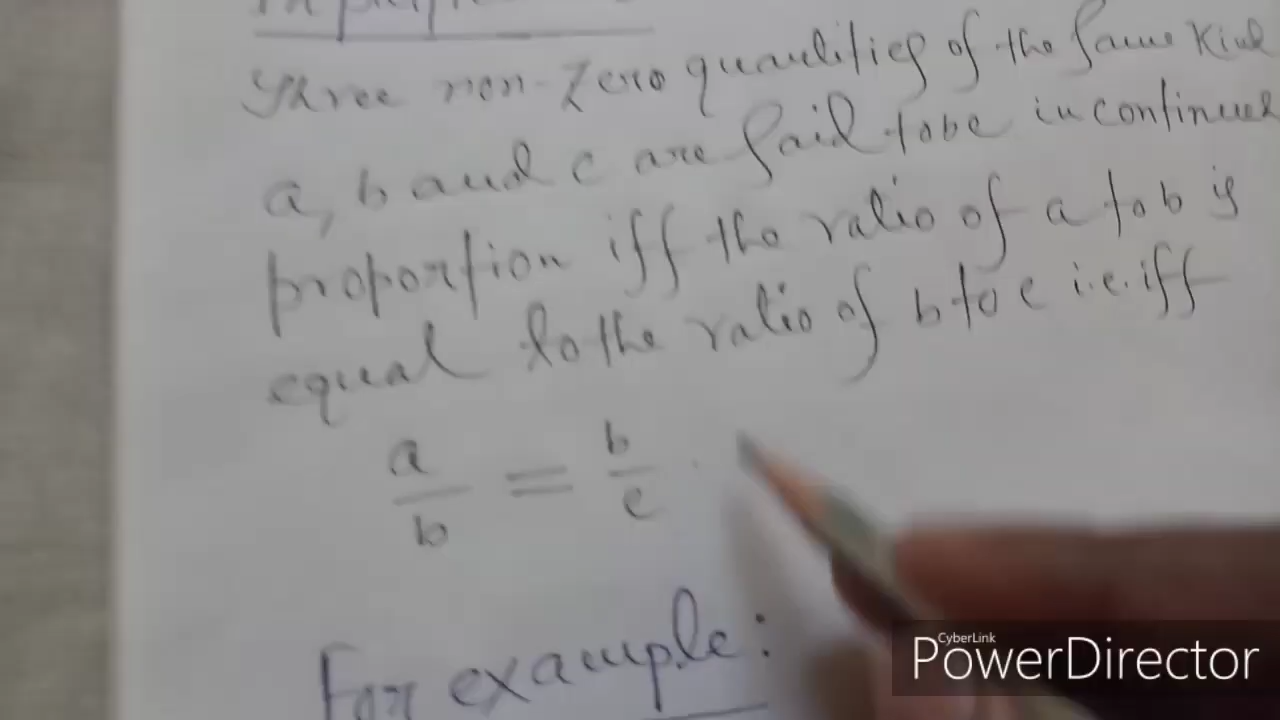 Three non-zero quantities of the same kind
a, b and c are said to be in continued
proportion iff the ratio of a to b is
equal to the ratio of b to c i.e. iff
a/b = b/c
For example:
CyberLink
PowerDirector